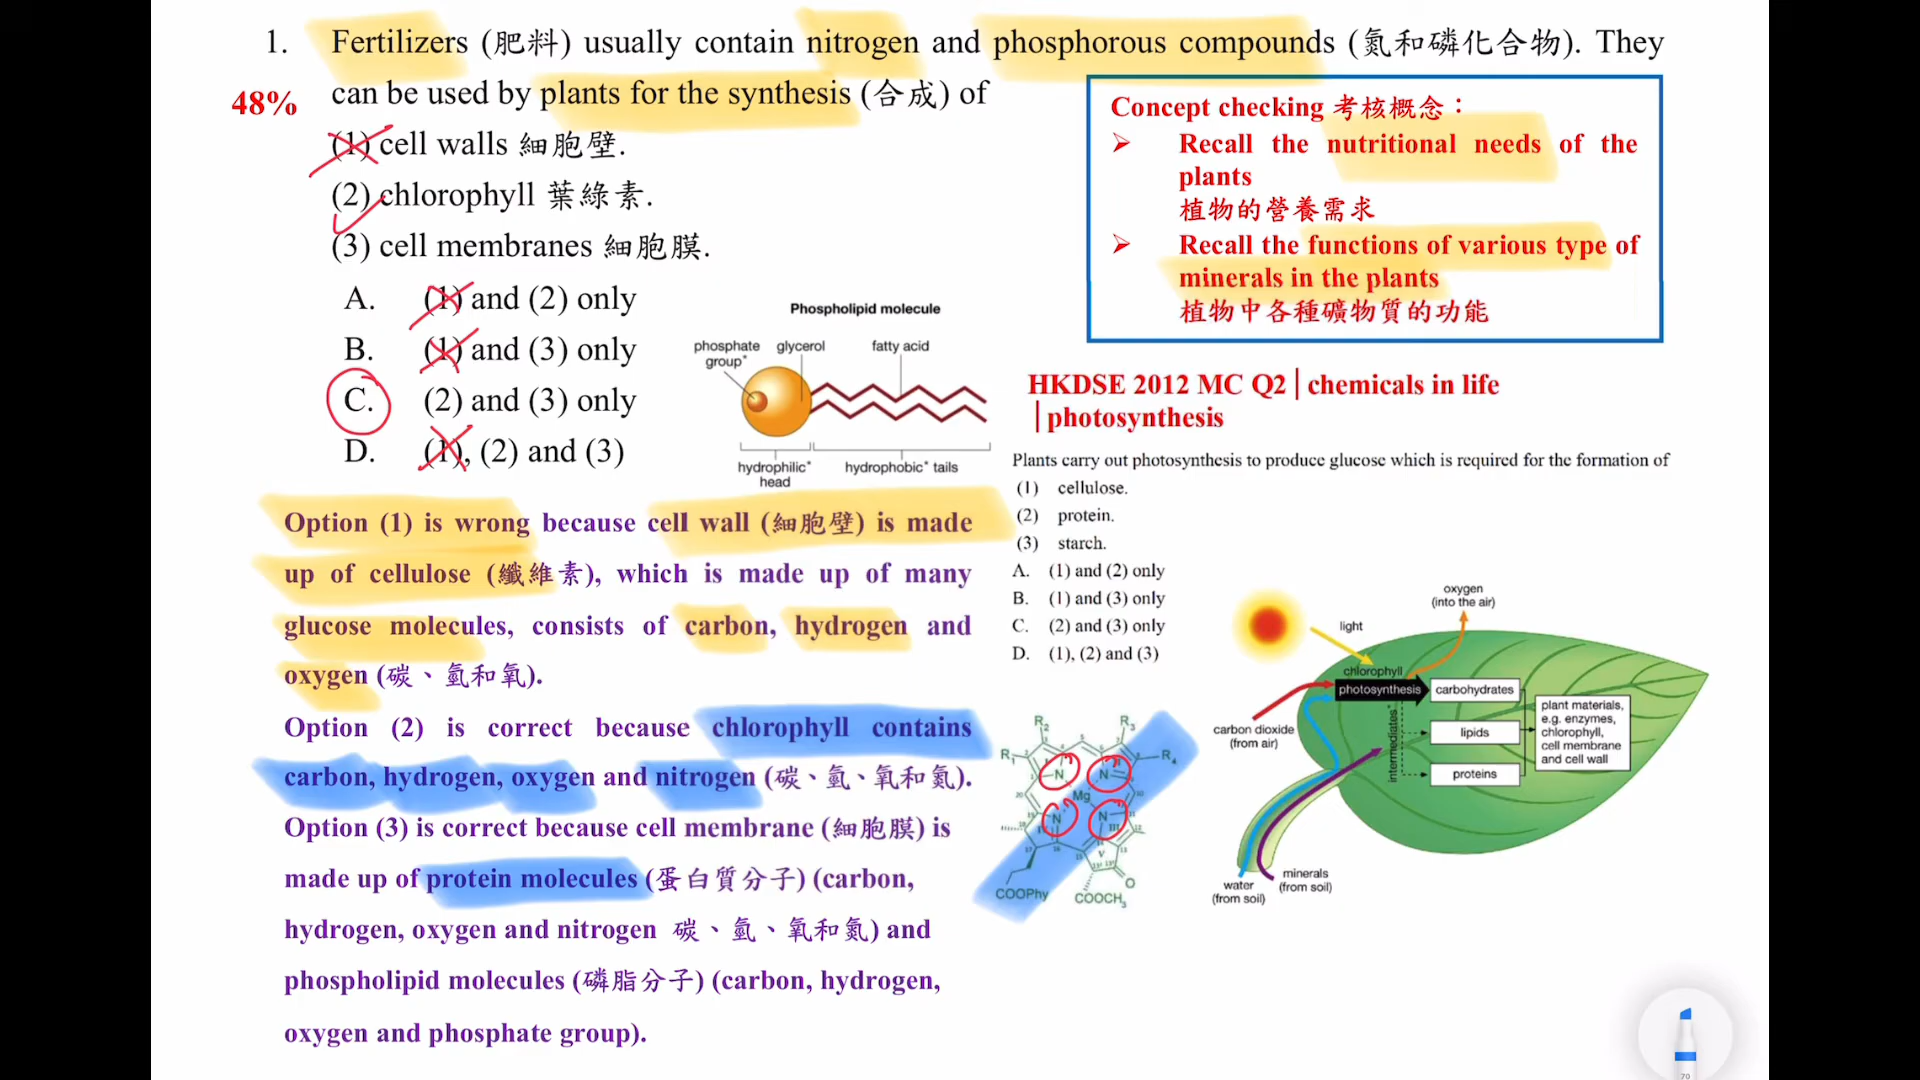 1. Fertilizers (肥料) usually contain nitrogen and phosphorous compounds (氮和磷化合物). They
48% can be used by plants for the synthesis (合成) of
(1) cell walls 細胞壁.
(2) chlorophyll 葉綠素.
(3) cell membranes 細胞膜.
A. (1) and (2) only
B. (1) and (3) only
C. (2) and (3) only
D. (1), (2) and (3)
Concept checking 考核概念：
Recall the nutritional needs of the
plants
植物的營養需求
Recall the functions of various type of
minerals in the plants
植物中各種礦物質的功能
Phospholipid molecule
phosphate
group*
glycerol
fatty acid
hydrophilic*
head
hydrophobic* tails
HKDSE 2012 MC Q2│chemicals in life
│photosynthesis
Plants carry out photosynthesis to produce glucose which is required for the formation of
(1) cellulose.
(2) protein.
(3) starch.
A. (1) and (2) only
B. (1) and (3) only
C. (2) and (3) only
D. (1), (2) and (3)
Option (1) is wrong because cell wall (細胞壁) is made
up of cellulose (纖維素), which is made up of many
glucose molecules, consists of carbon, hydrogen and
oxygen (碳、氫和氧).
Option (2) is correct because chlorophyll contains
carbon, hydrogen, oxygen and nitrogen (碳、氫、氧和氮).
Option (3) is correct because cell membrane (細胞膜) is
made up of protein molecules (蛋白質分子) (carbon,
hydrogen, oxygen and nitrogen 碳、氫、氧和氮) and
phospholipid molecules (磷脂分子) (carbon, hydrogen,
oxygen and phosphate group).
R2
R3
R1
R4
N
N
Mg
N
N
III
V
O
COOPhy
COOCH3
oxygen
(into the air)
light
chlorophyll
photosynthesis
carbon dioxide
(from air)
intermediates*
carbohydrates
lipids
proteins
plant materials,
e.g. enzymes,
chlorophyll,
cell membrane
and cell wall
water
(from soil)
minerals
(from soil)
70